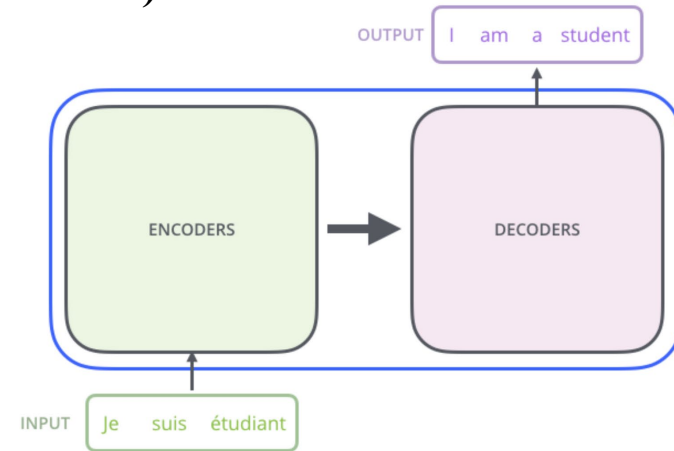 OUTPUT I am a student
ENCODERS DECODERS
INPUT Je suis étudiant